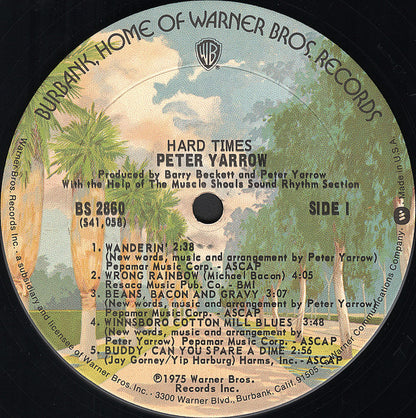 BURBANK, HOME OF WARNER BROS. RECORDS
WB
HARD TIMES
PETER YARROW
Produced by Barry Beckett and Peter Yarrow
With the Help of The Muscle Shoals Sound Rhythm Section
BS 2860
SIDE 1
(S41,058)
1. WANDERIN' 2:38
(New words, music and arrangement by Peter Yarrow)
Pepamar Music Corp. - ASCAP
2. WRONG RAINBOW (Michael Bacon) 4:05
Resaca Music Pub. Co. - BMI
3. BEANS, BACON AND GRAVY 3:07
(New words, music and arrangement by Peter Yarrow)
Pepamar Music Corp. - ASCAP
4. WINNSBORO COTTON MILL BLUES 3:48
(New words, music and arrangement by
Peter Yarrow) Pepamar Music Corp. - ASCAP
5. BUDDY, CAN YOU SPARE A DIME 2:56
(Jay Gorney/Yip Harburg) Harms, Inc. - ASCAP
℗1975 Warner Bros.
Records Inc.
Warner Bros. Records Inc. - a subsidiary and licensee of Warner Bros. Inc. - 3300 Warner Blvd., Burbank, Calif. 91505 - A Warner Communications Company - W - Made in U.S.A.